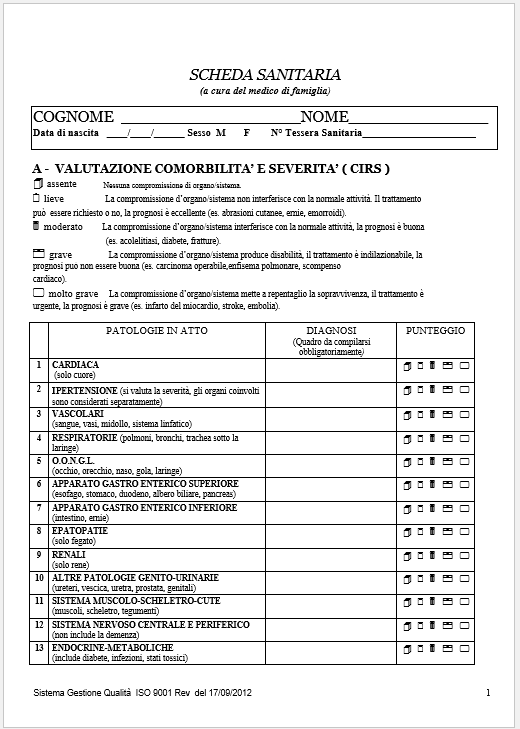 SCHEDA SANITARIA
(a cura del medico di famiglia)
COGNOME ______________________NOME__________________
Data di nascita ____/____/______ Sesso M F N° Tessera Sanitaria______________________
A - VALUTAZIONE COMORBILITA' E SEVERITA' ( CIRS )
assente Nessuna compromissione di organo/sistema.
lieve La compromissione d'organo/sistema non interferisce con la normale attività. Il trattamento
può essere richiesto o no, la prognosi è eccellente (es. abrasioni cutanee, ernie, emorroidi).
moderato La compromissione d'organo/sistema interferisce con la normale attività, la prognosi è buona
(es. acolelitiasi, diabete, fratture).
grave La compromissione d'organo/sistema produce disabilità, il trattamento è indilazionabile, la
prognosi può non essere buona (es. carcinoma operabile,enfisema polmonare, scompenso
cardiaco).
molto grave La compromissione d'organo/sistema mette a repentaglio la sopravvivenza, il trattamento è
urgente, la prognosi è grave (es. infarto del miocardio, stroke, embolia).
PATOLOGIE IN ATTO DIAGNOSI PUNTEGGIO
(Quadro da compilarsi
obbligatoriamente)
1 CARDIACA
(solo cuore)
2 IPERTENSIONE (si valuta la severità, gli organi coinvolti
sono considerati separatamente)
3 VASCOLARI
(sangue, vasi, midollo, sistema linfatico)
4 RESPIRATORIE (polmoni, bronchi, trachea sotto la
laringe)
5 O.O.N.G.L.
(occhio, orecchio, naso, gola, laringe)
6 APPARATO GASTRO ENTERICO SUPERIORE
(esofago, stomaco, duodeno, albero biliare, pancreas)
7 APPARATO GASTRO ENTERICO INFERIORE
(intestino, ernie)
8 EPATOPATIE
(solo fegato)
9 RENALI
(solo rene)
10 ALTRE PATOLOGIE GENITO-URINARIE
(ureteri, vescica, uretra, prostata, genitali)
11 SISTEMA MUSCOLO-SCHELETRO-CUTE
(muscoli, scheletro, tegumenti)
12 SISTEMA NERVOSO CENTRALE E PERIFERICO
(non include la demenza)
13 ENDOCRINE-METABOLICHE
(include diabete, infezioni, stati tossici)
Sistema Gestione Qualità ISO 9001 Rev del 17/09/2012 1